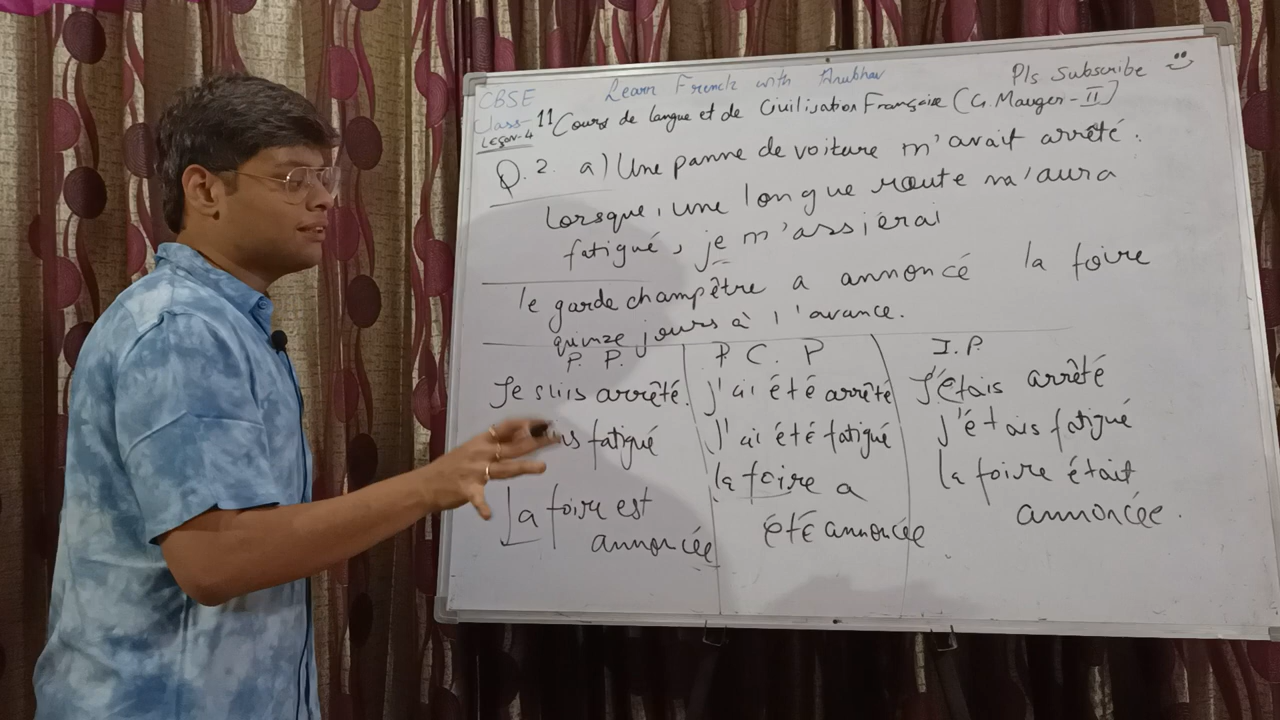 CBSE Learn French with Anubhav Pls Subscribe
Class-11 Cours de langue et de Civilisation Française (G. Mauger-II)
Leçon-4
Q.2. a) Une panne de voiture m'avait arrêté.
Lorsque, une longue route m'aura
fatigué, je m'assiérai
le garde champêtre a annoncé la foire
quinze jours à l'avance.
P. P. P C. P I.P.
Je suis arrêté. J'ai été arrêté J'étais arrêté
is fatigué J'ai été fatigué J'étais fatigué
La foire est la foire a la foire était
annoncée été annoncée annoncée.